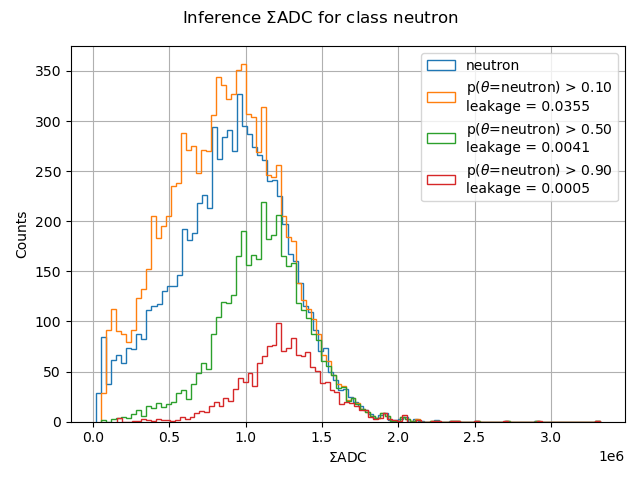 Inference ΣADC for class neutron
neutron
p(θ=neutron) > 0.10
leakage = 0.0355
p(θ=neutron) > 0.50
leakage = 0.0041
p(θ=neutron) > 0.90
leakage = 0.0005
Counts
350
300
250
200
150
100
50
0
0.0 0.5 1.0 1.5 2.0 2.5 3.0
1e6
ΣADC